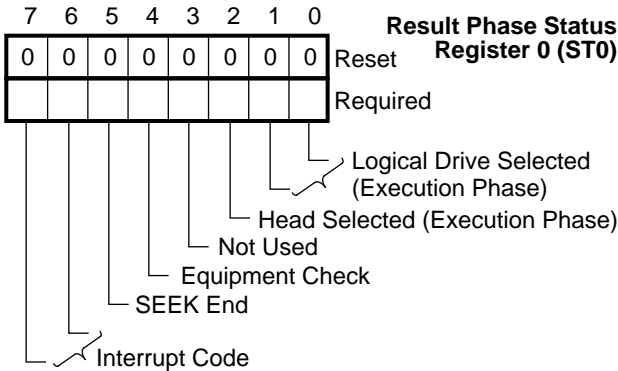 7 6 5 4 3 2 1 0
Result Phase Status
Register 0 (ST0)
0 0 0 0 0 0 0 0 Reset
Required
Logical Drive Selected
(Execution Phase)
Head Selected (Execution Phase)
Not Used
Equipment Check
SEEK End
Interrupt Code